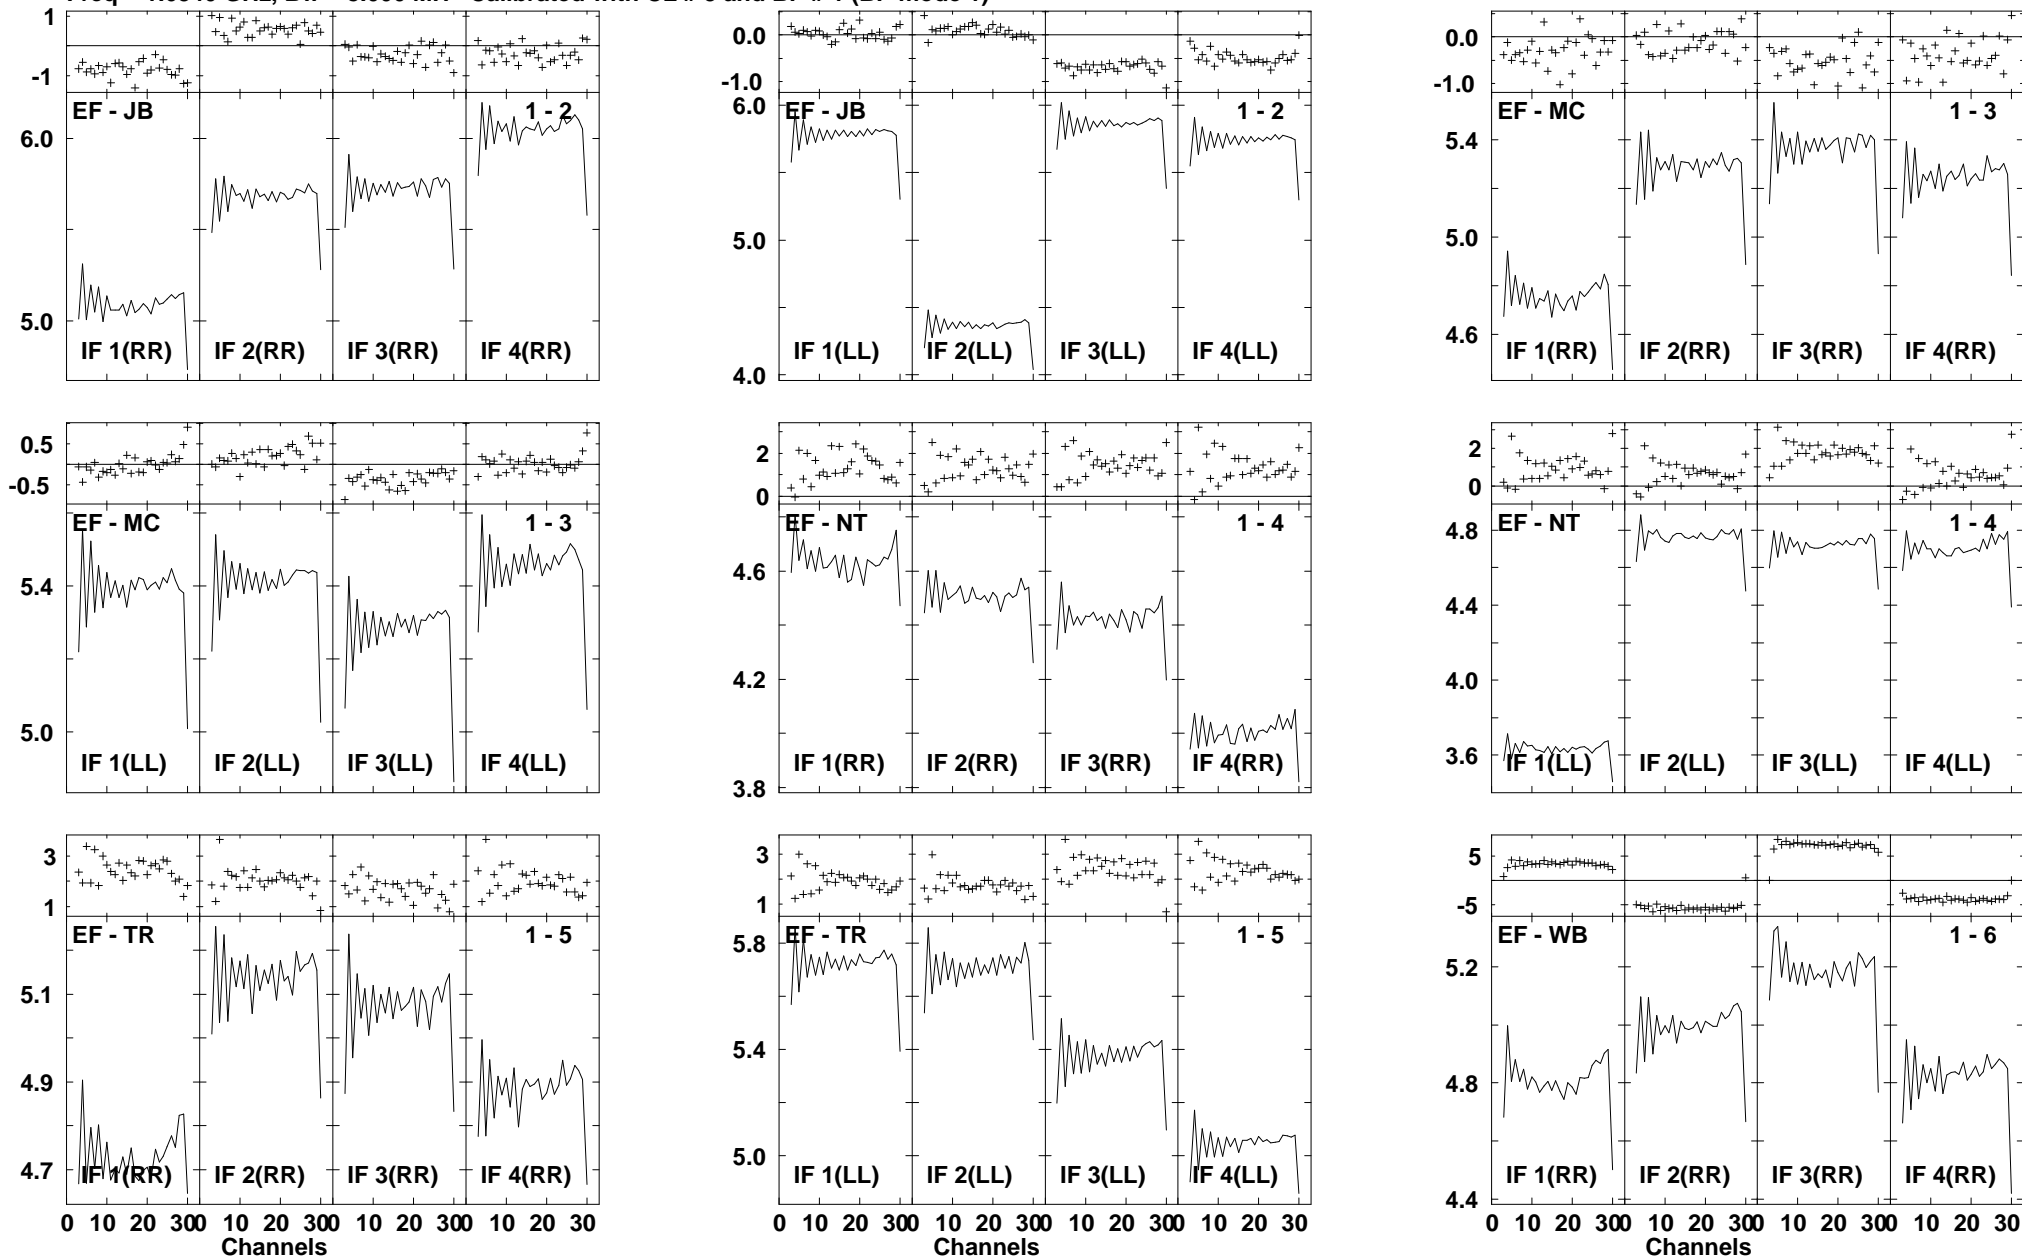 1
-1
EF - JB
1 - 2
6.0
5.0
IF 1(RR) IF 2(RR) IF 3(RR) IF 4(RR)
0.0
-1.0
EF - JB
1 - 2
6.0
5.0
4.0
IF 1(LL) IF 2(LL) IF 3(LL) IF 4(LL)
0.0
-1.0
EF - MC
1 - 3
5.4
5.0
4.6
IF 1(RR) IF 2(RR) IF 3(RR) IF 4(RR)
0.5
-0.5
EF - MC
1 - 3
5.4
5.0
IF 1(LL) IF 2(LL) IF 3(LL) IF 4(LL)
2
0
EF - NT
1 - 4
4.6
4.2
3.8
IF 1(RR) IF 2(RR) IF 3(RR) IF 4(RR)
2
0
EF - NT
1 - 4
4.8
4.4
4.0
3.6
IF 1(LL) IF 2(LL) IF 3(LL) IF 4(LL)
3
1
EF - TR
1 - 5
5.1
4.9
4.7
IF 1(RR) IF 2(RR) IF 3(RR) IF 4(RR)
0 10 20 300 10 20 300 10 20 300 10 20 30
Channels
3
1
EF - TR
1 - 5
5.8
5.4
5.0
IF 1(LL) IF 2(LL) IF 3(LL) IF 4(LL)
0 10 20 300 10 20 300 10 20 300 10 20 30
Channels
5
-5
EF - WB
1 - 6
5.2
4.8
4.4
IF 1(RR) IF 2(RR) IF 3(RR) IF 4(RR)
0 10 20 300 10 20 300 10 20 300 10 20 30
Channels